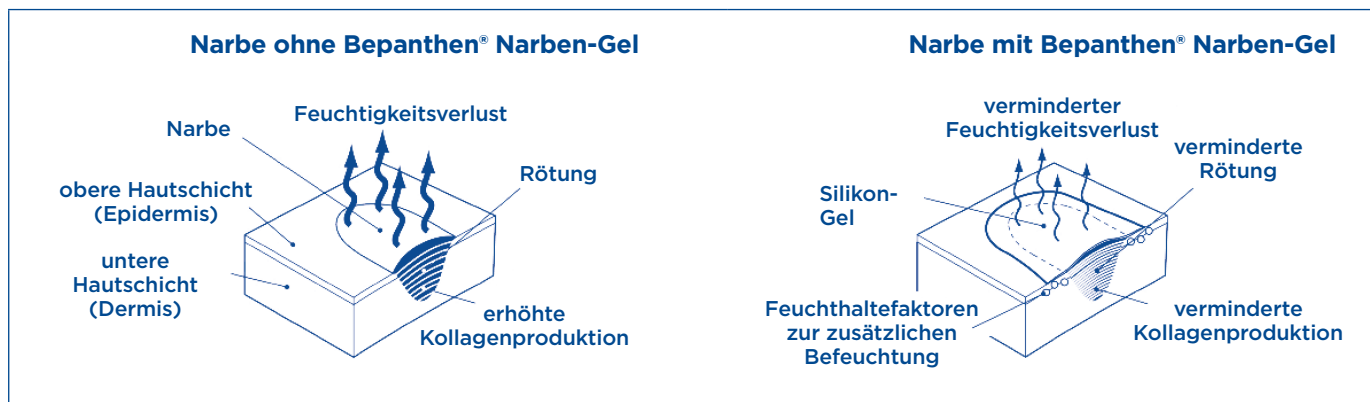 Narbe ohne Bepanthen® Narben-Gel
Feuchtigkeitsverlust
Narbe
Rötung
obere Hautschicht
(Epidermis)
untere
Hautschicht
(Dermis)
erhöhte
Kollagenproduktion
Narbe mit Bepanthen® Narben-Gel
verminderter
Feuchtigkeitsverlust
verminderte
Rötung
Silikon-
Gel
Feuchthaltefaktoren
zur zusätzlichen
Befeuchtung
verminderte
Kollagenproduktion